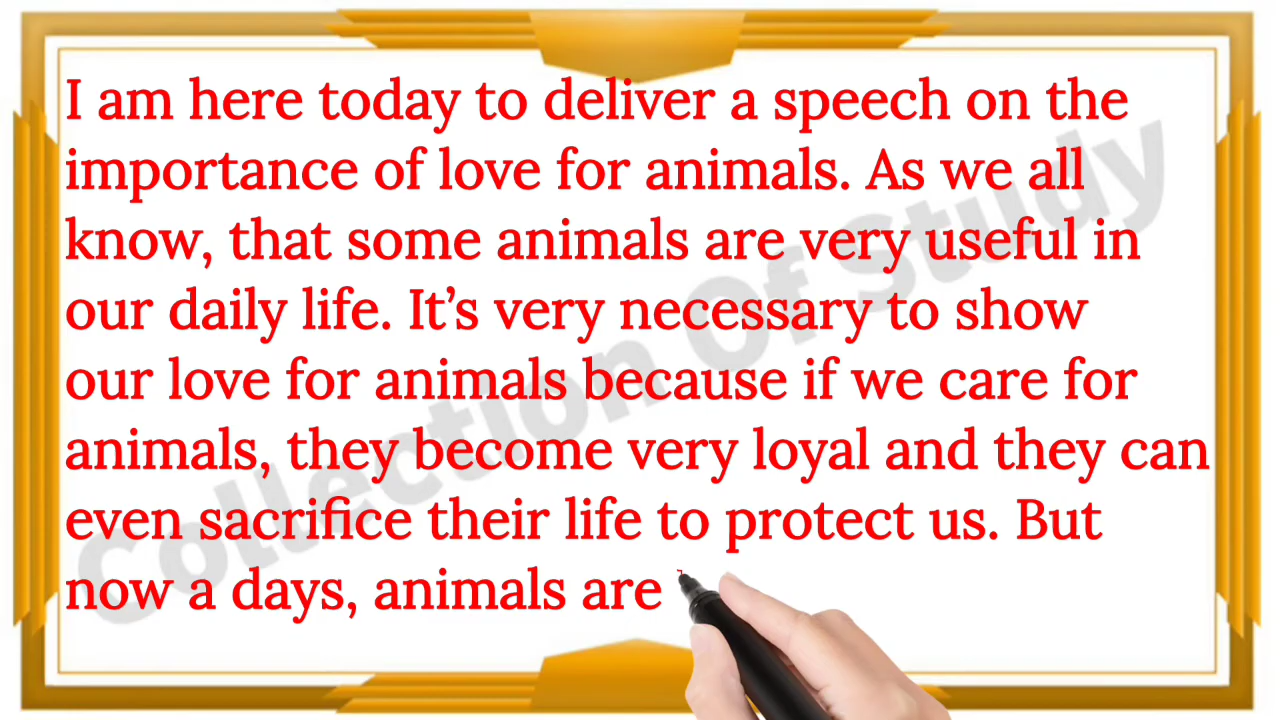 I am here today to deliver a speech on the
importance of love for animals. As we all
know, that some animals are very useful in
our daily life. It’s very necessary to show
our love for animals because if we care for
animals, they become very loyal and they can
even sacrifice their life to protect us. But
now a days, animals are
Collection Of Study